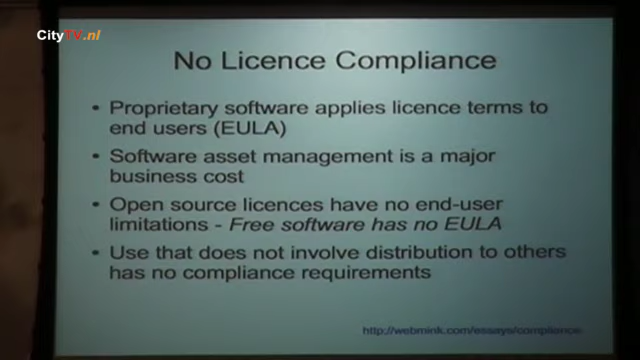 CityTV.nl
No Licence Compliance
• Proprietary software applies licence terms to
end users (EULA)
• Software asset management is a major
business cost
• Open source licences have no end-user
limitations - Free software has no EULA
• Use that does not involve distribution to others
has no compliance requirements
http://webmink.com/essays/compliance